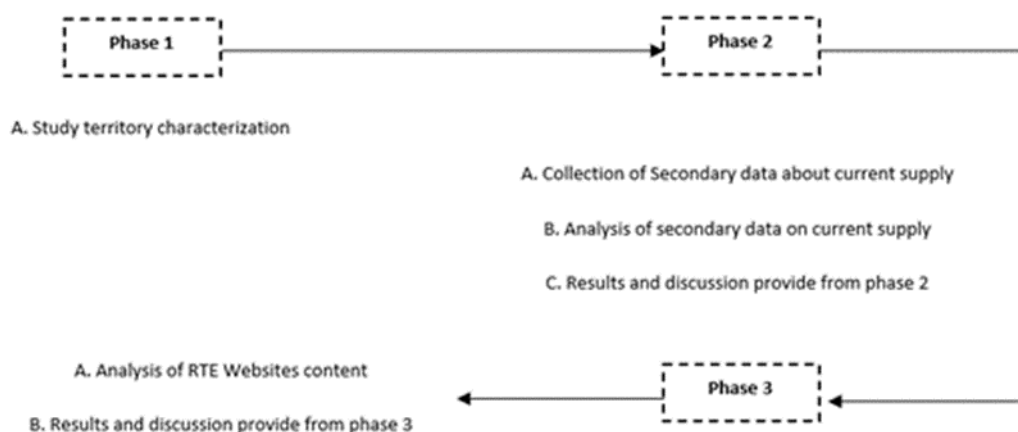 Phase 1
Phase 2
A. Study territory characterization
A. Collection of Secondary data about current supply
B. Analysis of secondary data on current supply
C. Results and discussion provide from phase 2
A. Analysis of RTE Websites content
Phase 3
B. Results and discussion provide from phase 3